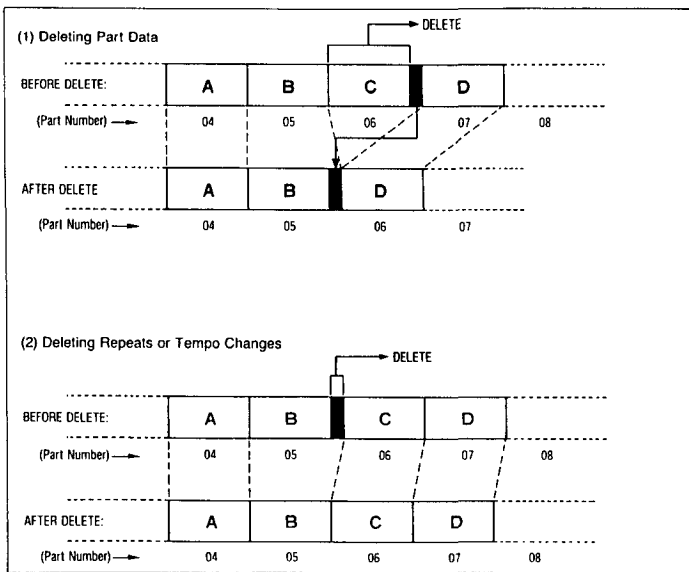 DELETE
(1) Deleting Part Data
BEFORE DELETE: A B C D
(Part Number) 04 05 06 07 08
AFTER DELETE A B D
(Part Number) 04 05 06 07
(2) Deleting Repeats or Tempo Changes
DELETE
BEFORE DELETE: A B C D
(Part Number) 04 05 06 07 08
AFTER DELETE: A B C D
(Part Number) 04 05 06 07 08